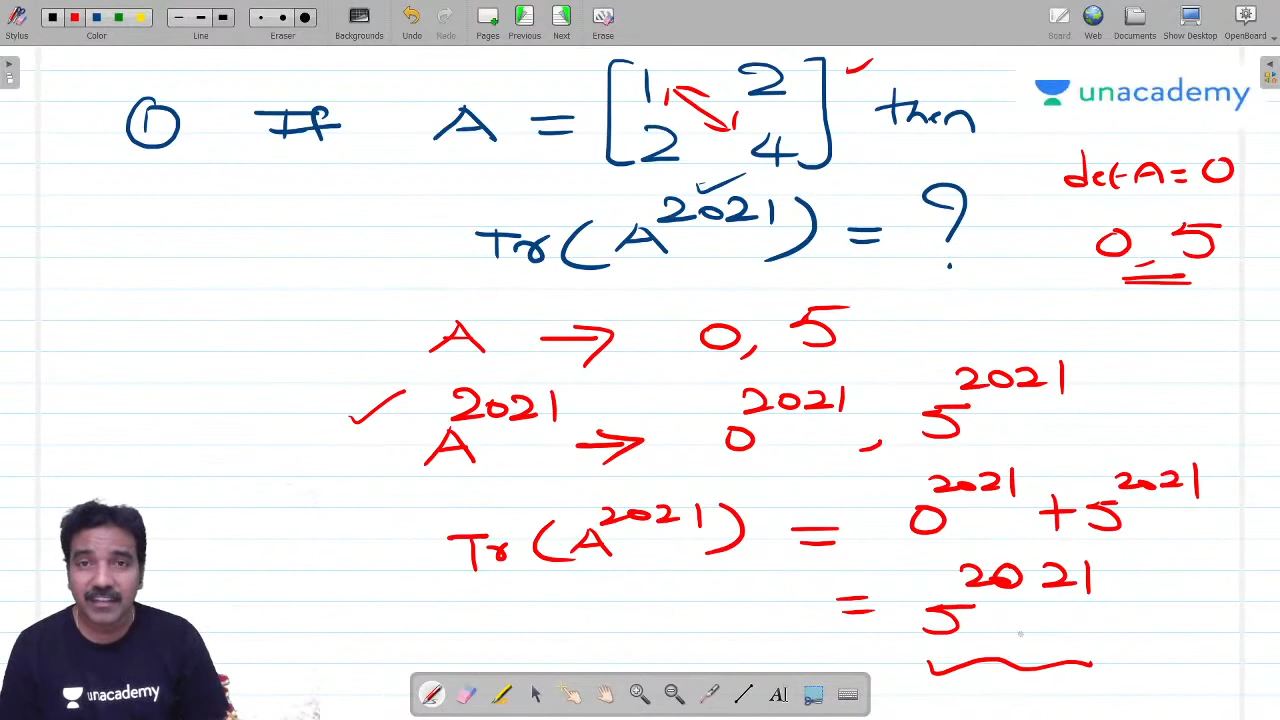 Stylus
Color
Line
Eraser
Backgrounds
Undo
Redo
Pages
Previous
Next
Erase
Board
Web
Documents
Show Desktop
OpenBoard
① If A = [1 2
2 4] then
unacademy
det A = 0
Tr(A^2021) = ?
0, 5
A → 0, 5
A^2021 → 0^2021, 5^2021
Tr(A^2021) = 0^2021 + 5^2021
= 5^2021
unacademy
AI